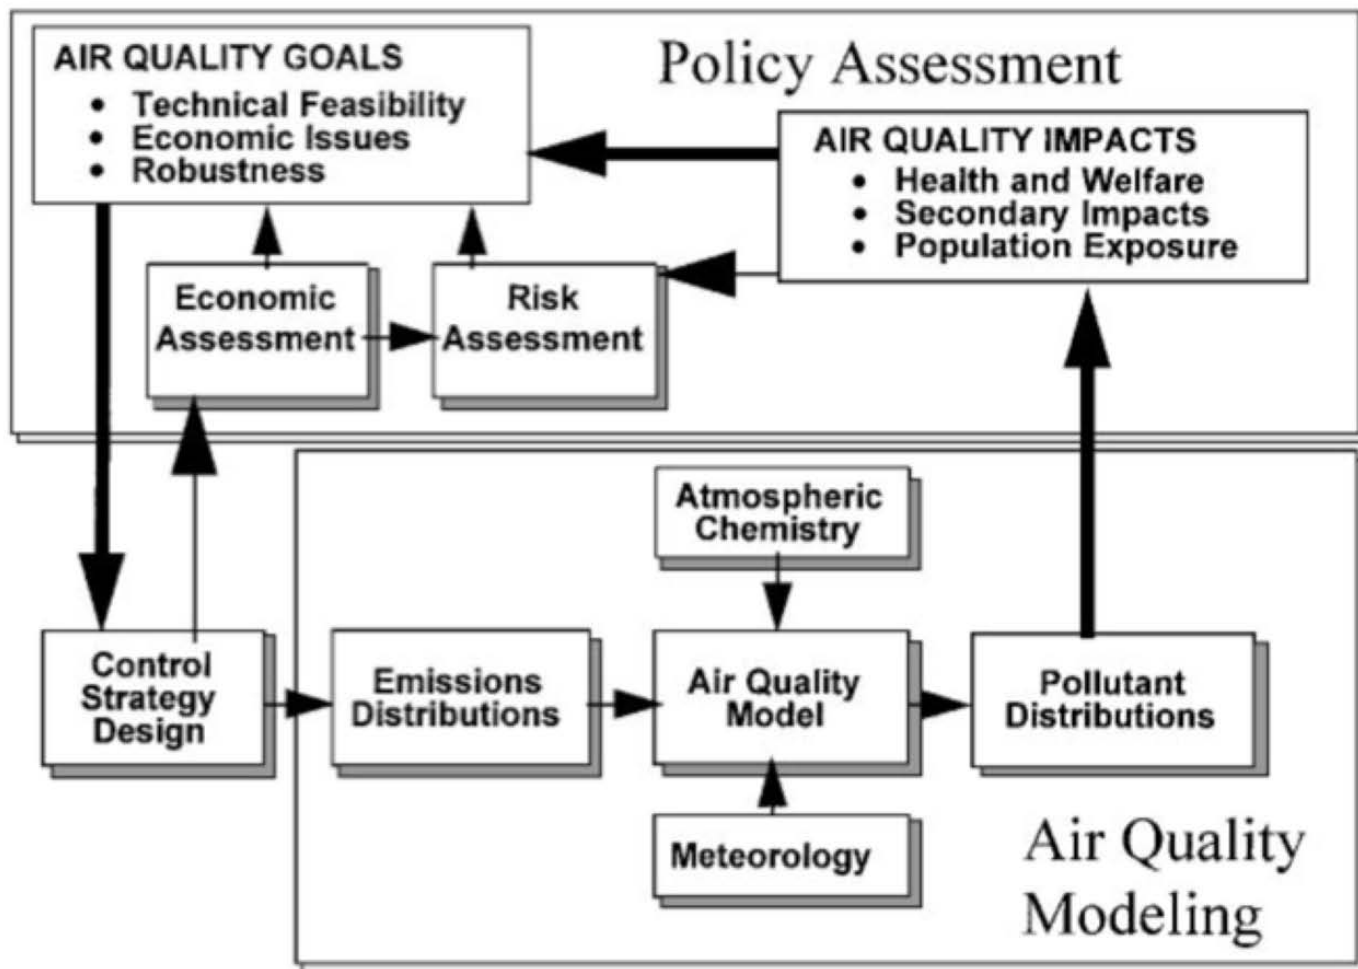 AIR QUALITY GOALS
• Technical Feasibility
• Economic Issues
• Robustness
Policy Assessment
AIR QUALITY IMPACTS
• Health and Welfare
• Secondary Impacts
• Population Exposure
Economic
Assessment
Risk
Assessment
Atmospheric
Chemistry
Control
Strategy
Design
Emissions
Distributions
Air Quality
Model
Pollutant
Distributions
Meteorology
Air Quality
Modeling